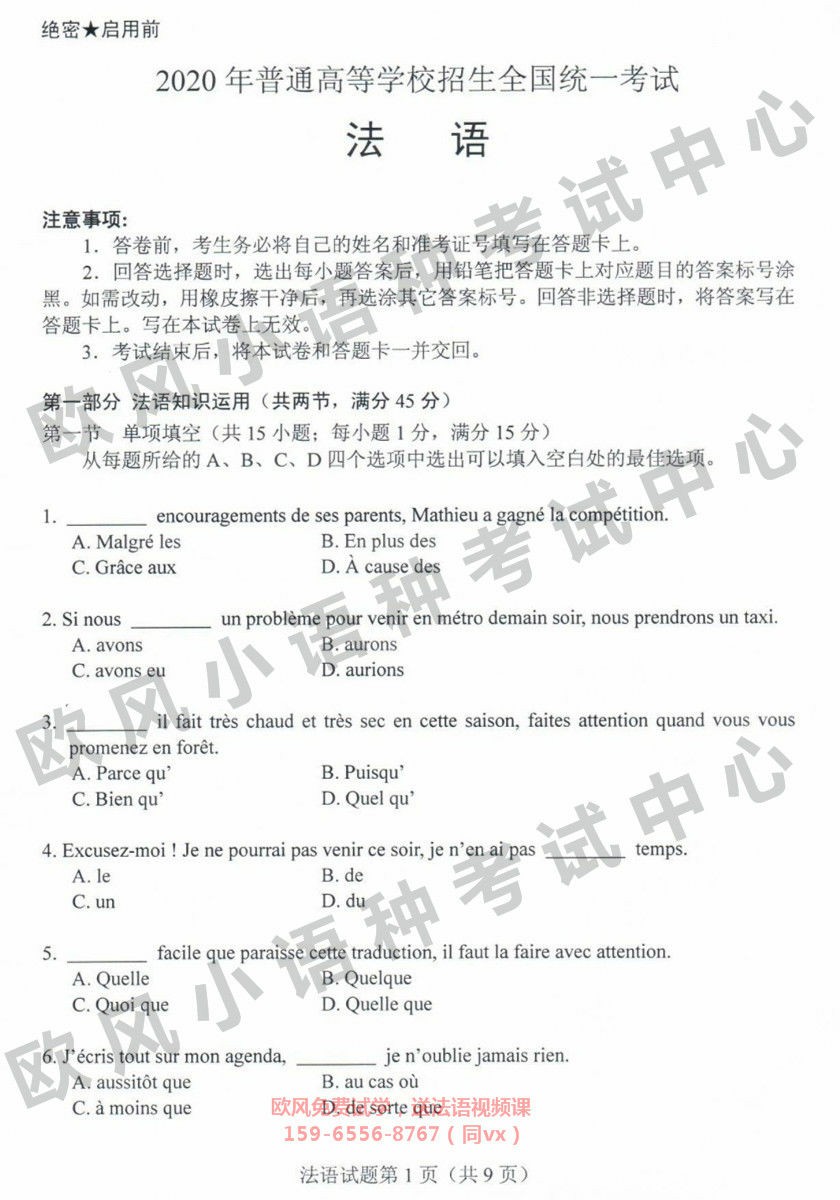 绝密★启用前
2020 年普通高等学校招生全国统一考试
法 语
注意事项:
1．答卷前，考生务必将自己的姓名和准考证号填写在答题卡上。
2．回答选择题时，选出每小题答案后，用铅笔把答题卡上对应题目的答案标号涂
黑。如需改动，用橡皮擦干净后，再选涂其它答案标号。回答非选择题时，将答案写在
答题卡上。写在本试卷上无效。
3．考试结束后，将本试卷和答题卡一并交回。
第一部分 法语知识运用（共两节，满分 45 分）
第一节 单项填空（共 15 小题；每小题 1 分，满分 15 分）
从每题所给的 A、B、C、D 四个选项中选出可以填入空白处的最佳选项。
1. ________ encouragements de ses parents, Mathieu a gagné la compétition.
A. Malgré les B. En plus des
C. Grâce aux D. À cause des
2. Si nous ________ un problème pour venir en métro demain soir, nous prendrons un taxi.
A. avons B. aurons
C. avons eu D. aurions
3. ________ il fait très chaud et très sec en cette saison, faites attention quand vous vous
promenez en forêt.
A. Parce qu’ B. Puisqu’
C. Bien qu’ D. Quel qu’
4. Excusez-moi ! Je ne pourrai pas venir ce soir, je n’en ai pas ________ temps.
A. le B. de
C. un D. du
5. ________ facile que paraisse cette traduction, il faut la faire avec attention.
A. Quelle B. Quelque
C. Quoi que D. Quelle que
6. J’écris tout sur mon agenda, ________ je n’oublie jamais rien.
A. aussitôt que B. au cas où
C. à moins que D. de sorte que
欧风免费试学，送法语视频课
159-6556-8767（同vx）
法语试题第 1 页（共 9 页）
欧风小语种考试中心
欧风小语种考试中心
欧风小语种考试中心